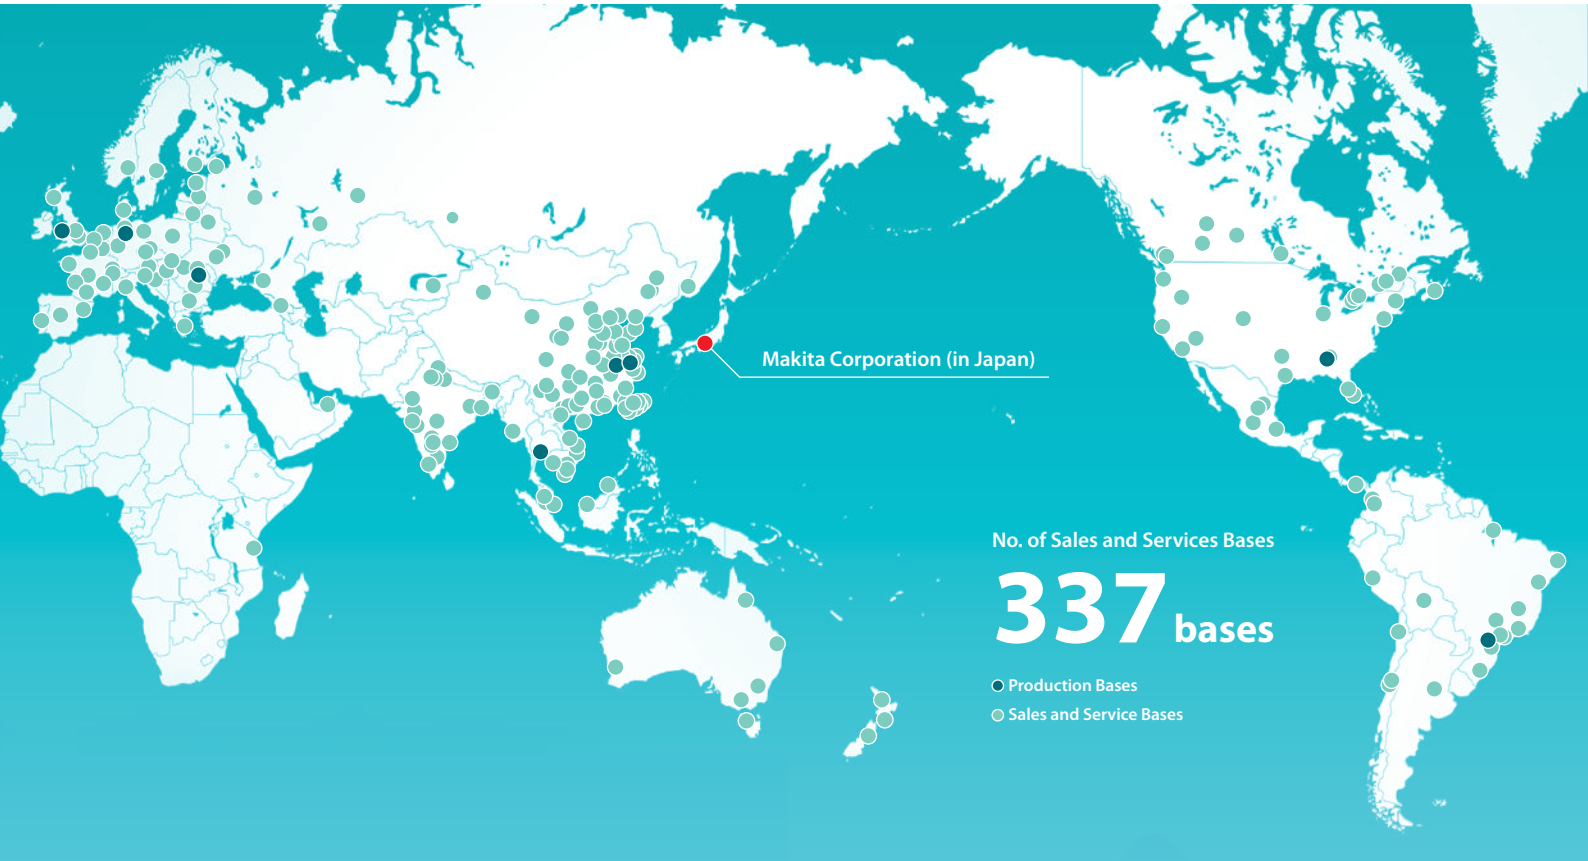 Makita Corporation (in Japan)
No. of Sales and Services Bases
337 bases
Production Bases
Sales and Service Bases